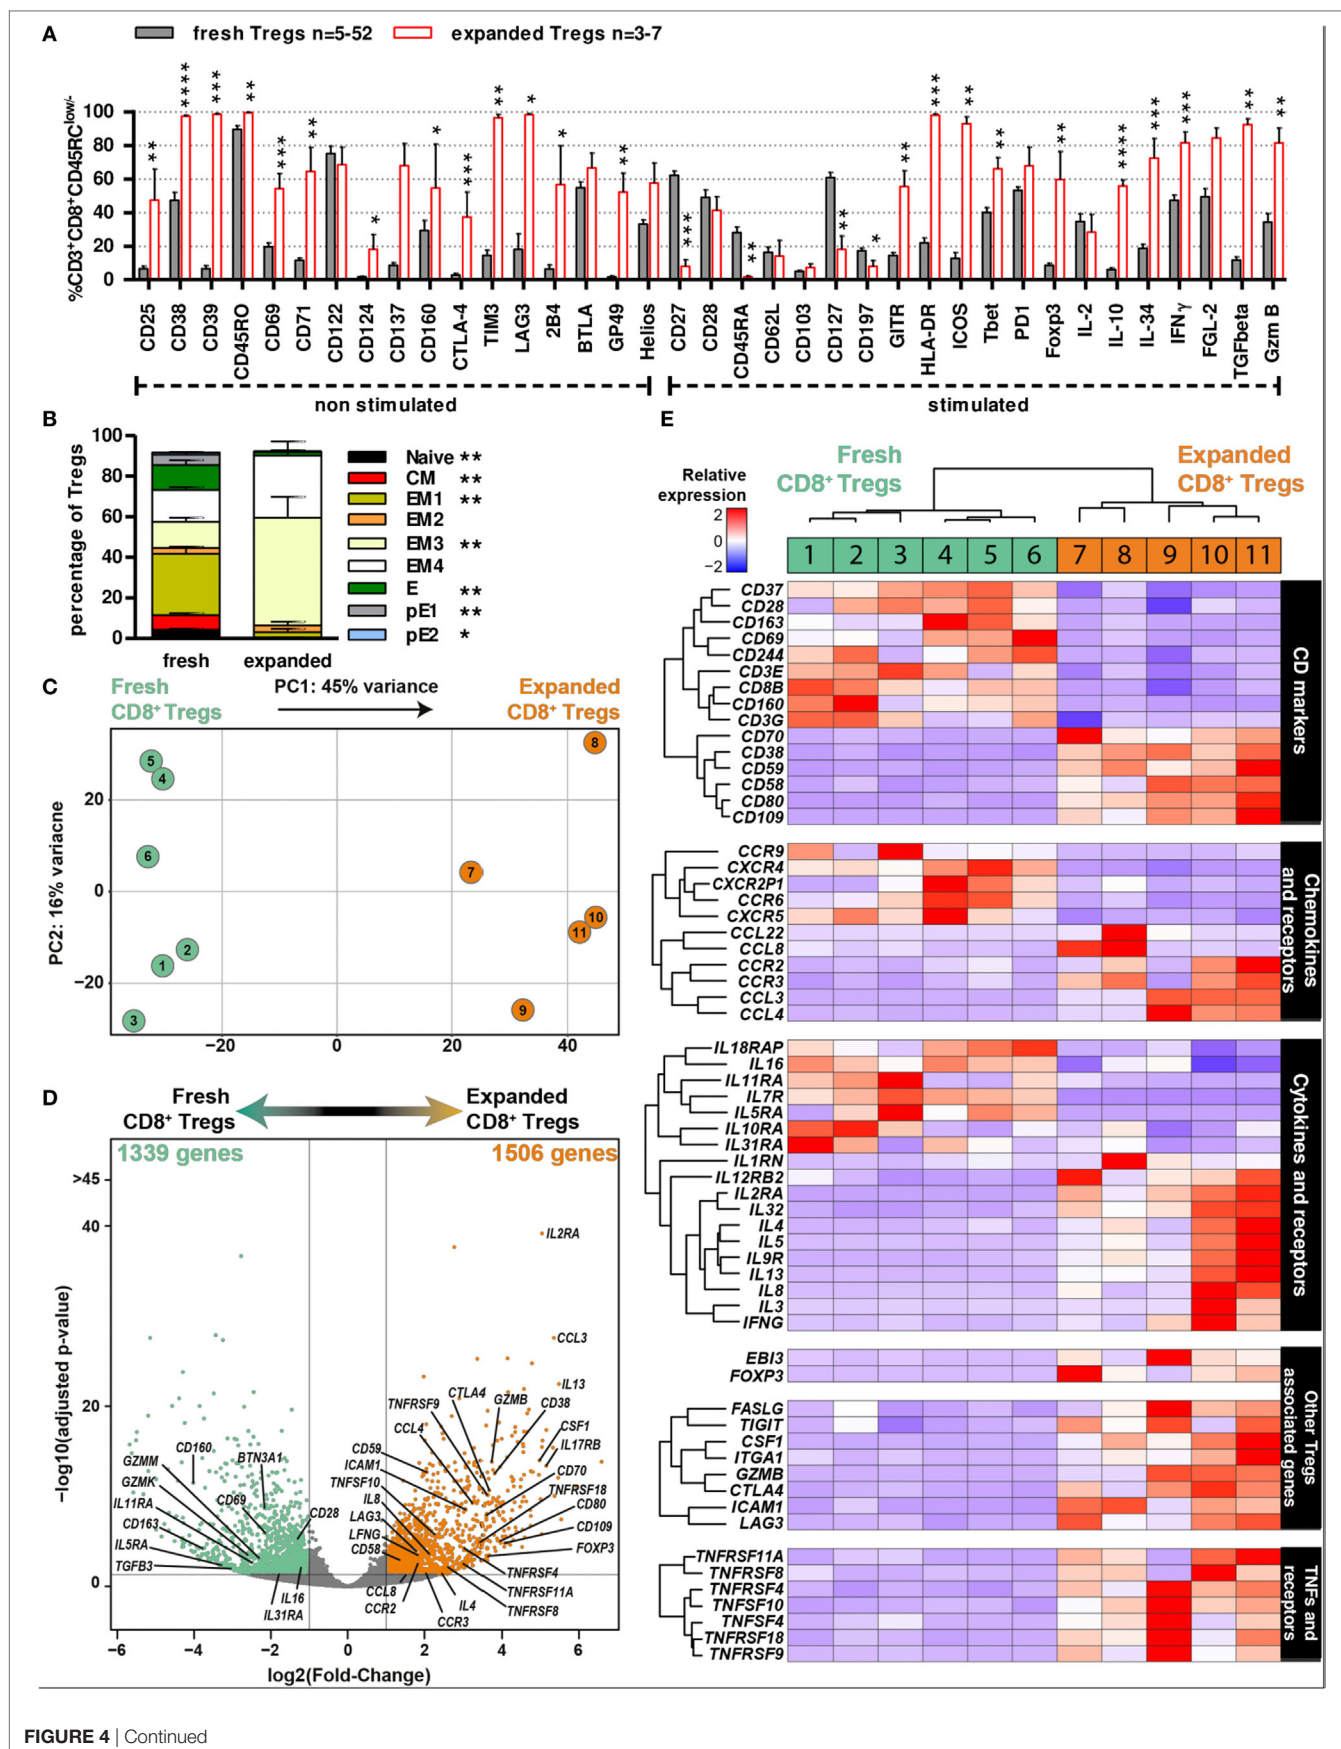 A
fresh Tregs n=5-52
expanded Tregs n=3-7
%CD3+CD8+CD45RClow/-
100
80
60
40
20
0
** **** *** ** *** ** * * *** ** * * ** *** ** ** * ** *** ** ** ** **** *** *** ** **
CD25 CD38 CD39 CD45RO CD69 CD71 CD122 CD124 CD137 CD160 CTLA-4 TIM3 LAG3 2B4 BTLA GP49 Helios CD27 CD28 CD45RA CD62L CD103 CD127 CD197 GITR HLA-DR ICOS Tbet PD1 Foxp3 IL-2 IL-10 IL-34 IFNγ FGL-2 TGFbeta Gzm B
non stimulated
stimulated
B
percentage of Tregs
100
80
60
40
20
0
fresh expanded
Naive **
CM **
EM1 **
EM2
EM3 **
EM4
E **
pE1 **
pE2 *
C
Fresh
CD8+ Tregs
PC1: 45% variance
Expanded
CD8+ Tregs
PC2: 16% variacne
20
0
−20
−20 0 20 40
5
4
6
2
1
3
8
7
10
11
9
D
Fresh
CD8+ Tregs
Expanded
CD8+ Tregs
1339 genes
1506 genes
−log10(adjusted p-value)
>45
40
20
0
IL2RA
CCL3
IL13
CTLA4
GZMB
TNFRSF9
CD38
CCL4
CSF1
IL17RB
CD59
ICAM1
CD70
TNFSF10
TNFRSF18
IL8
CD80
LAG3
CD109
LFNG
FOXP3
CD58
TNFRSF4
TNFRSF11A
TNFRSF8
CCL8
CCR2
IL4
CCR3
CD160
BTN3A1
GZMM
GZMK
CD69
IL11RA
CD28
CD163
IL5RA
TGFB3
IL16
IL31RA
−6 −4 −2 0 2 4 6
log2(Fold-Change)
E
Relative
expression
2
0
−2
Fresh
CD8+ Tregs
Expanded
CD8+ Tregs
1 2 3 4 5 6 7 8 9 10 11
CD37
CD28
CD163
CD69
CD244
CD3E
CD8B
CD160
CD3G
CD70
CD38
CD59
CD58
CD80
CD109
CD markers
CCR9
CXCR4
CXCR2P1
CCR6
CXCR5
CCL22
CCL8
CCR2
CCR3
CCL3
CCL4
Chemokines
and receptors
IL18RAP
IL16
IL11RA
IL7R
IL5RA
IL10RA
IL31RA
IL1RN
IL12RB2
IL2RA
IL32
IL4
IL5
IL9R
IL13
IL8
IL3
IFNG
Cytokines and receptors
EBI3
FOXP3
FASLG
TIGIT
CSF1
ITGA1
GZMB
CTLA4
ICAM1
LAG3
Other Tregs
associated genes
TNFRSF11A
TNFRSF8
TNFRSF4
TNFSF10
TNFSF4
TNFRSF18
TNFRSF9
TNFs and
receptors
FIGURE 4 | Continued